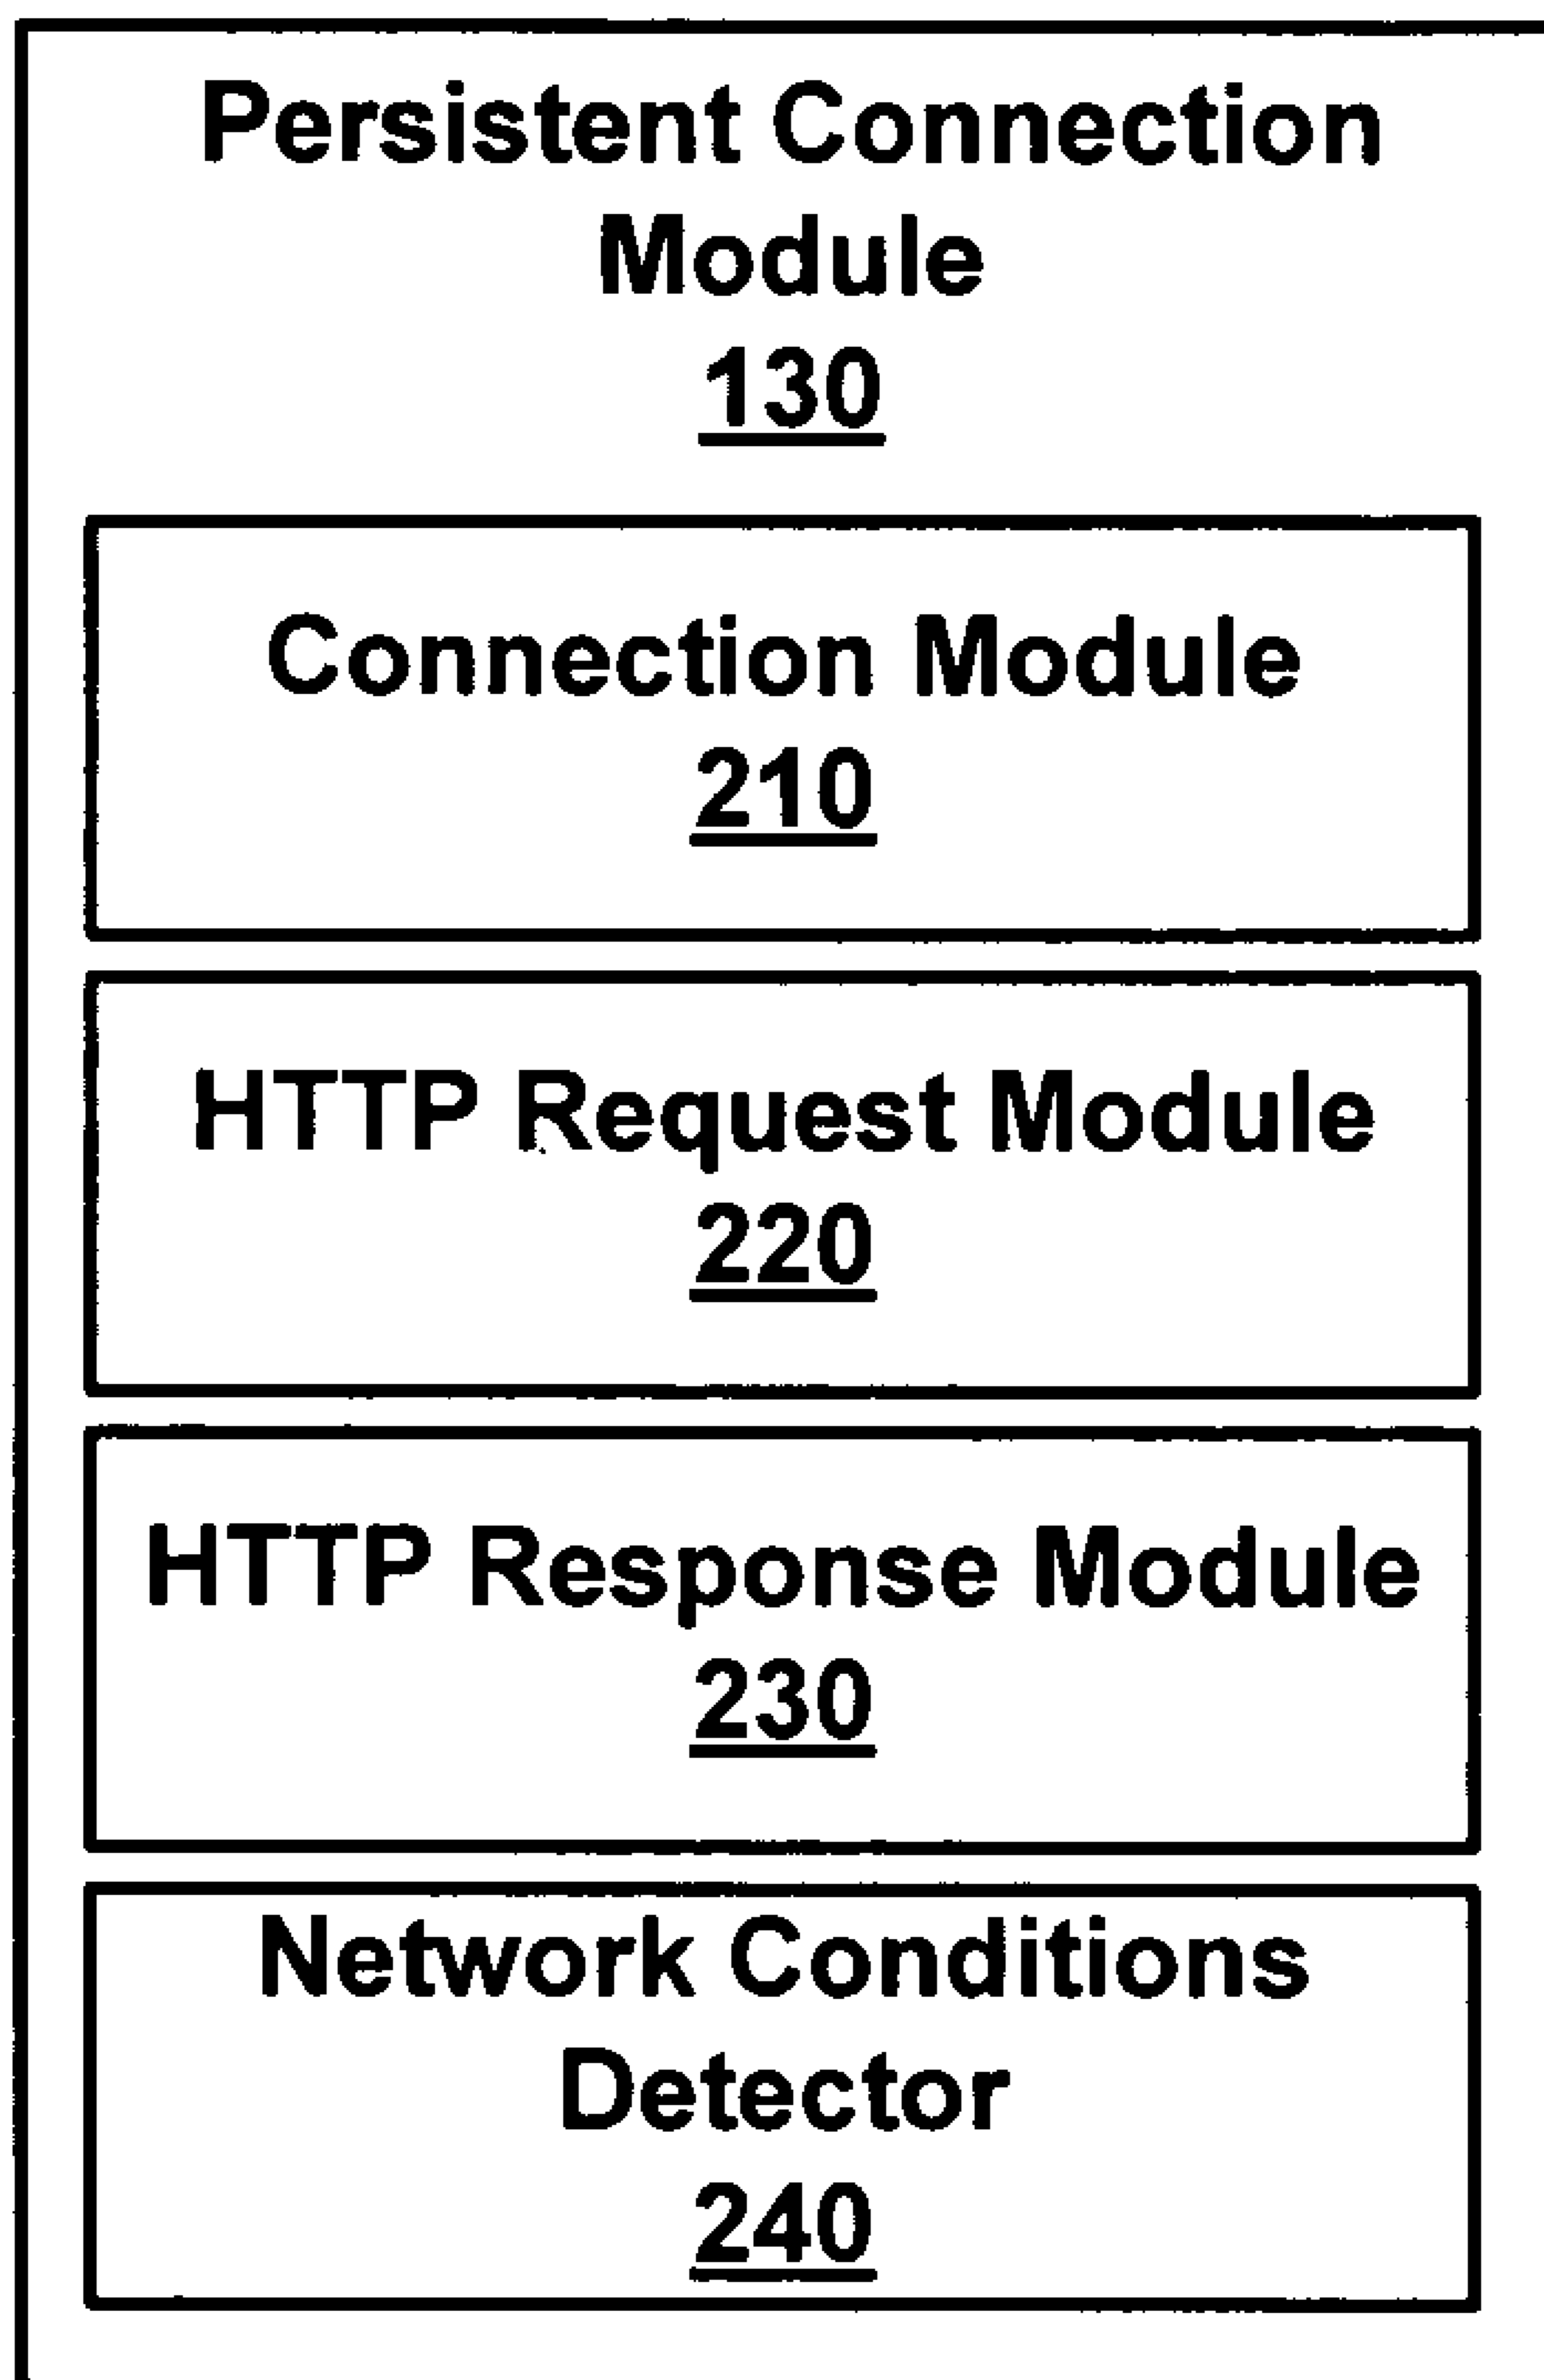 Persistent Connection
Module
130
Connection Module
210
HTTP Request Module
220
HTTP Response Module
230
Network Conditions
Detector
240